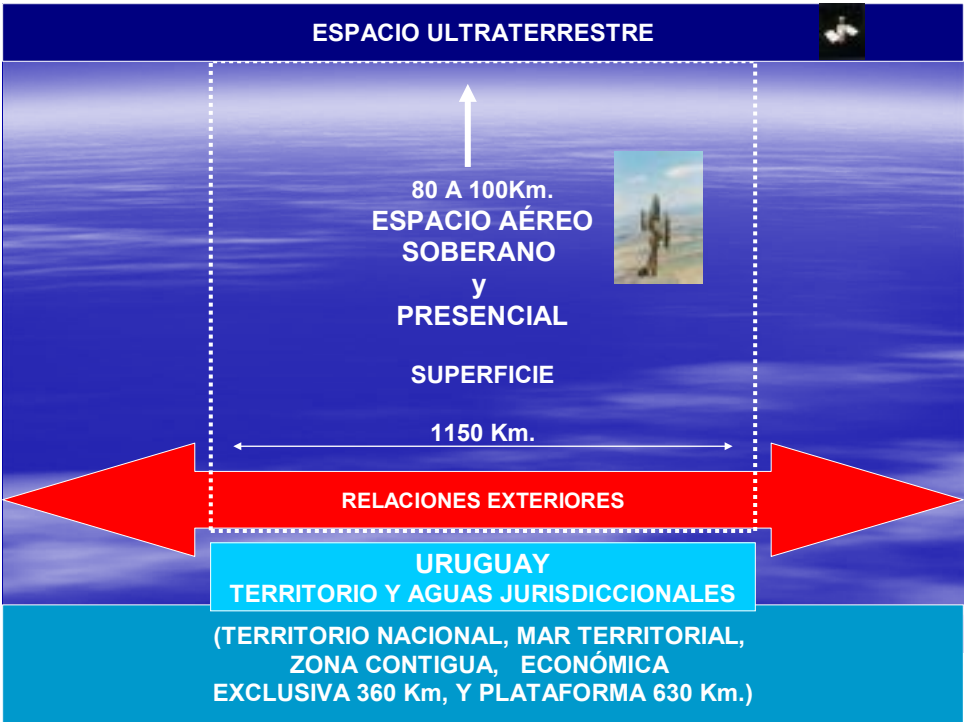 ESPACIO ULTRATERRESTRE
80 A 100Km.
ESPACIO AÉREO
SOBERANO
y
PRESENCIAL
SUPERFICIE
1150 Km.
RELACIONES EXTERIORES
URUGUAY
TERRITORIO Y AGUAS JURISDICCIONALES
(TERRITORIO NACIONAL, MAR TERRITORIAL,
ZONA CONTIGUA, ECONÓMICA
EXCLUSIVA 360 Km, Y PLATAFORMA 630 Km.)